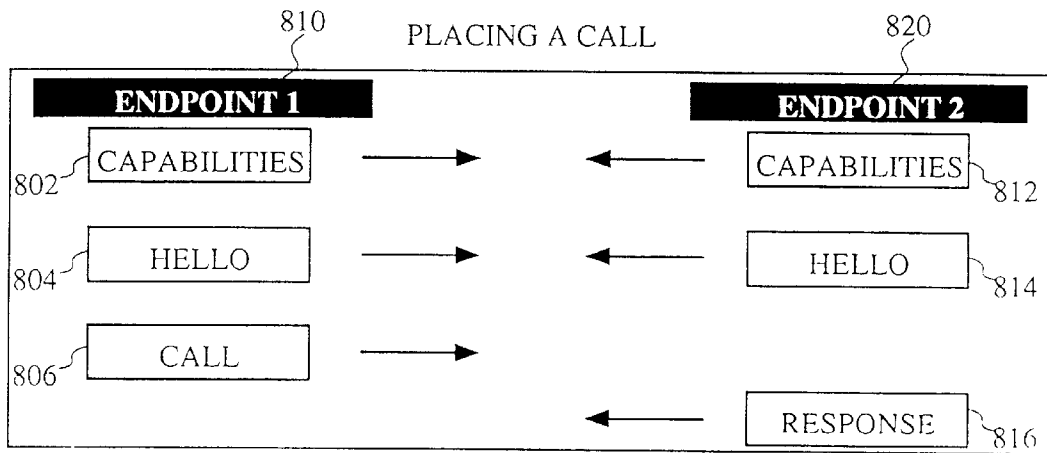 810
PLACING A CALL
820
ENDPOINT 1
ENDPOINT 2
CAPABILITIES
CAPABILITIES
802
812
HELLO
HELLO
804
814
CALL
806
RESPONSE
816